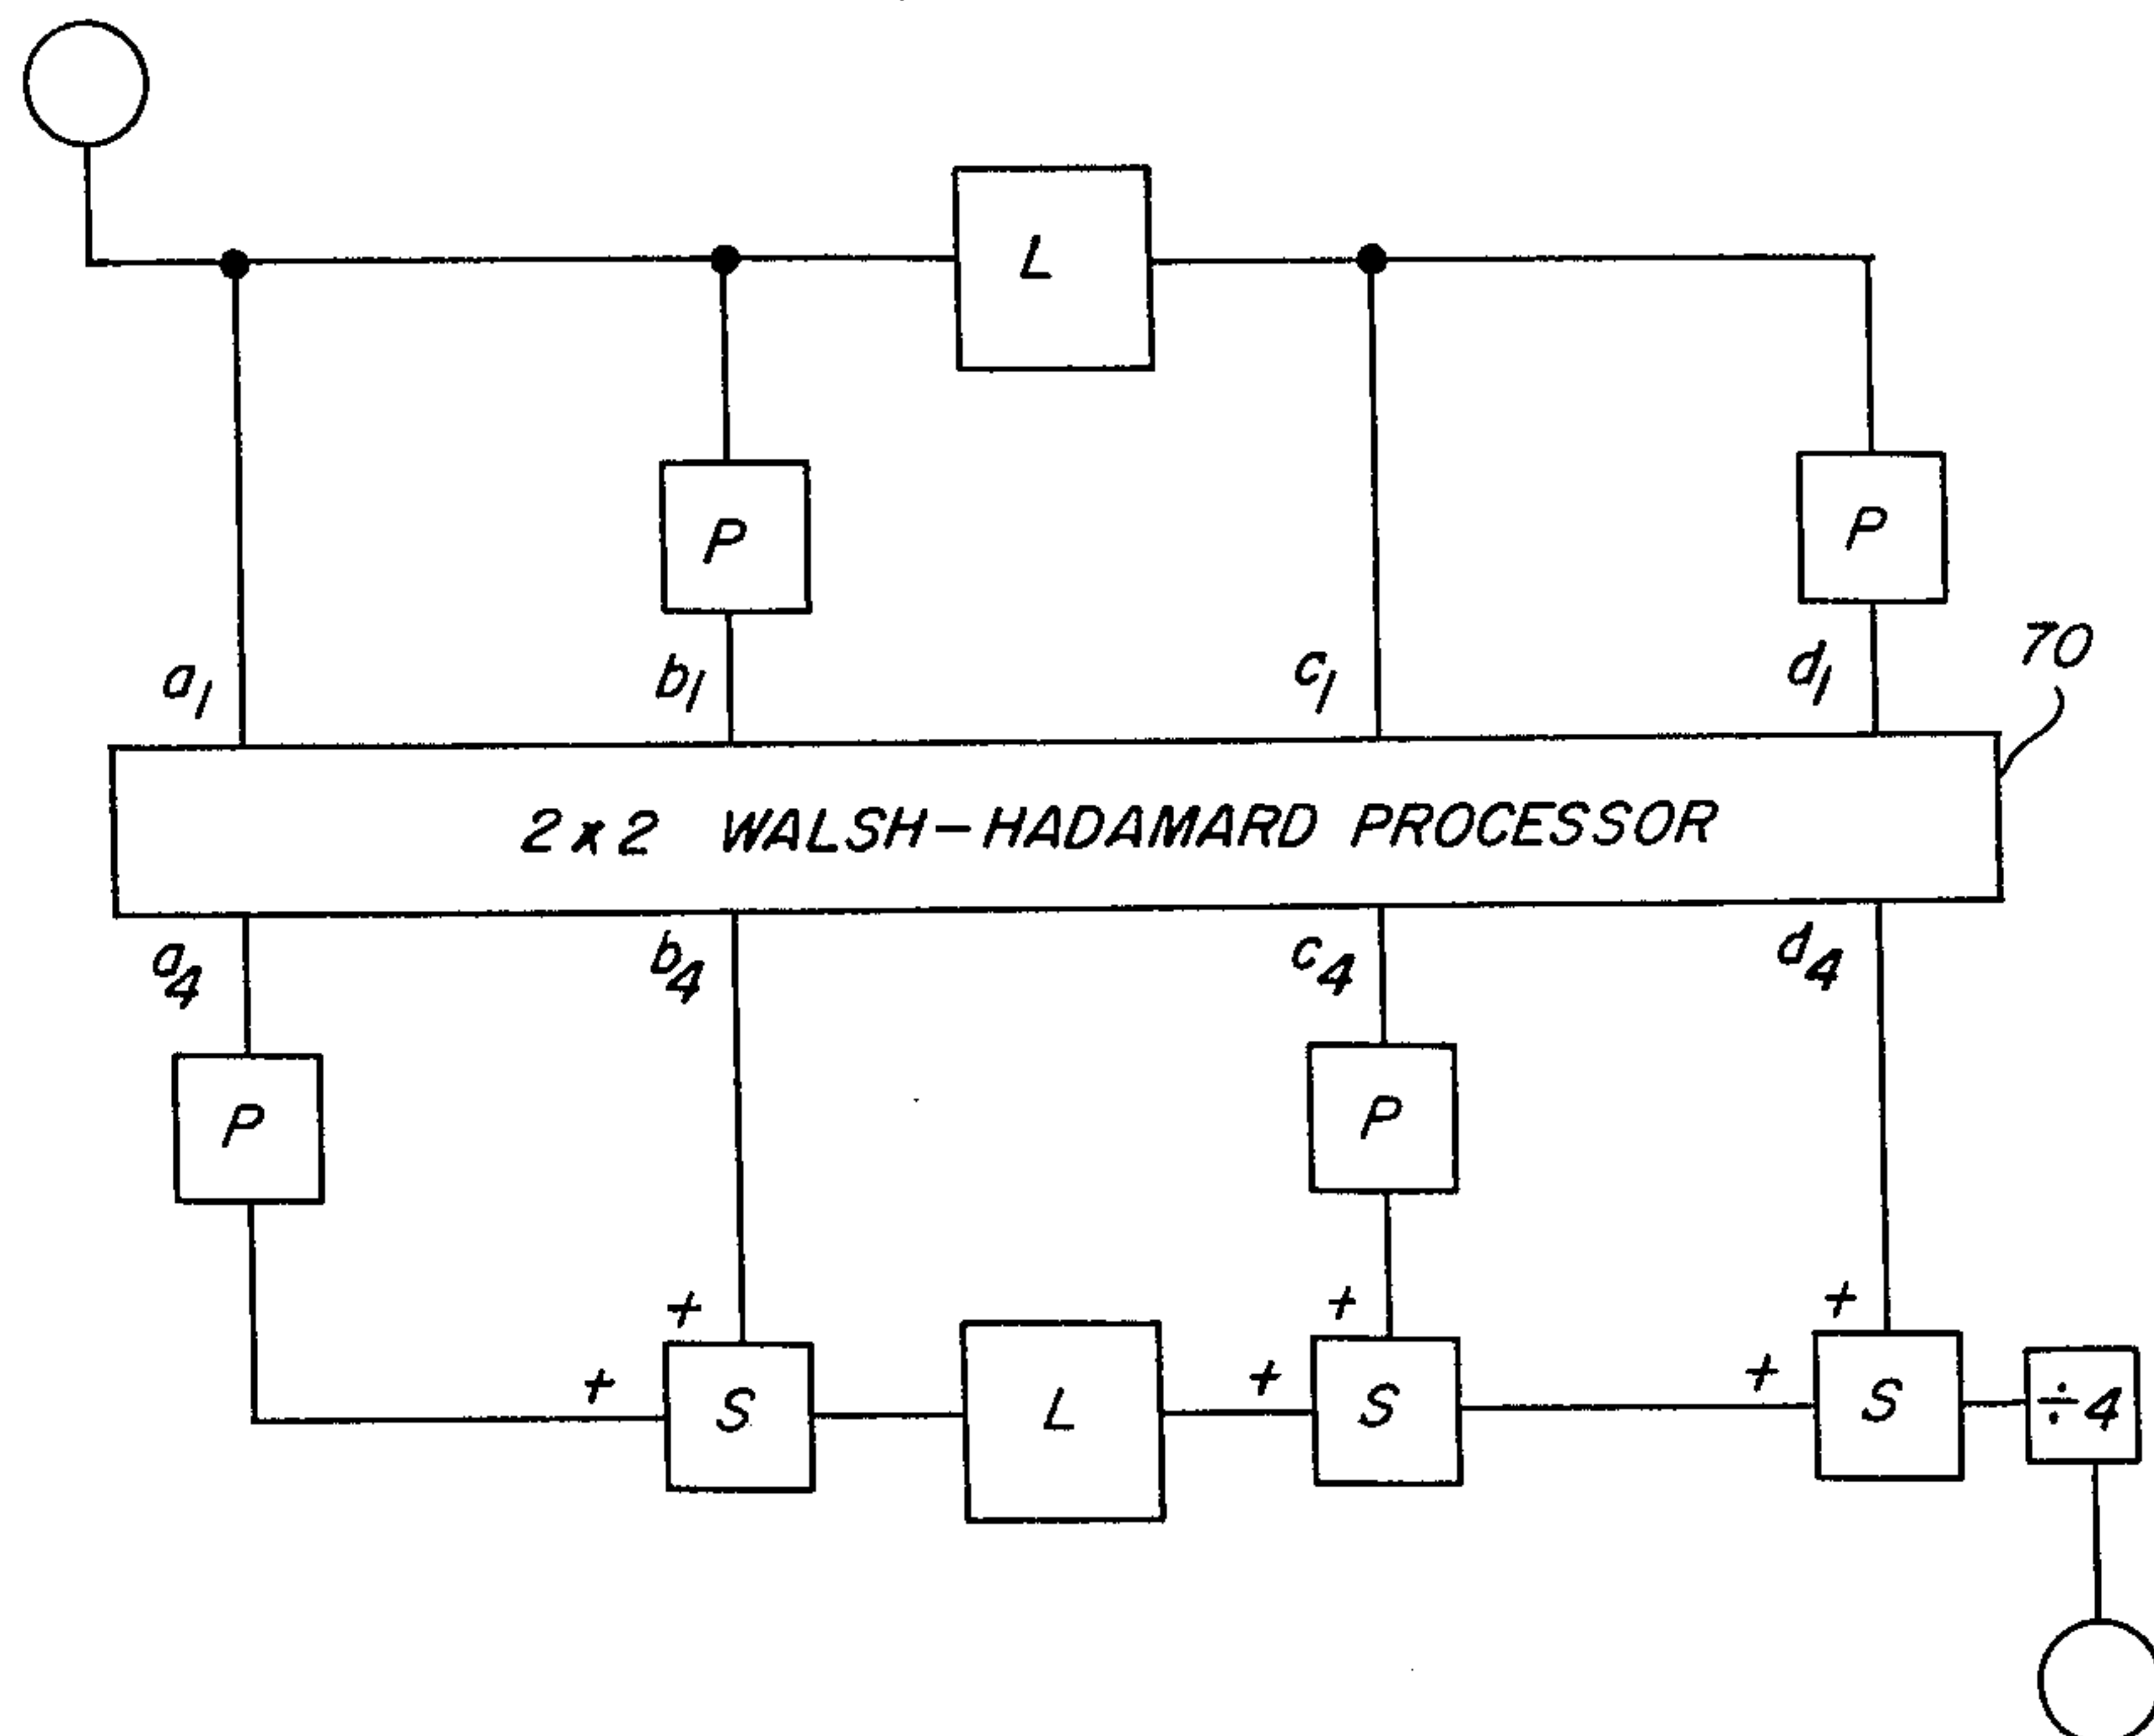 L
P
P
a1
b1
c1
d1
70
2x2 WALSH-HADAMARD PROCESSOR
a4
b4
c4
d4
P
P
+
+
+
+
+
+
S
L
S
S
÷4